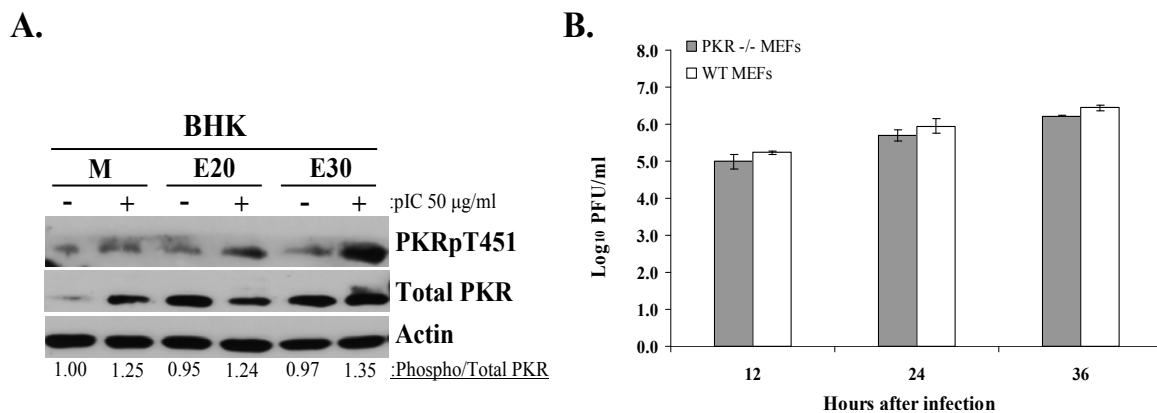 A.
BHK
M E20 E30
- + - + - + :pIC 50 µg/ml
PKRpT451
Total PKR
Actin
1.00 1.25 0.95 1.24 0.97 1.35 :Phospho/Total PKR
B.
PKR -/- MEFs
WT MEFs
8.0
7.0
6.0
5.0
4.0
3.0
2.0
1.0
0.0
Log10 PFU/ml
12 24 36
Hours after infection